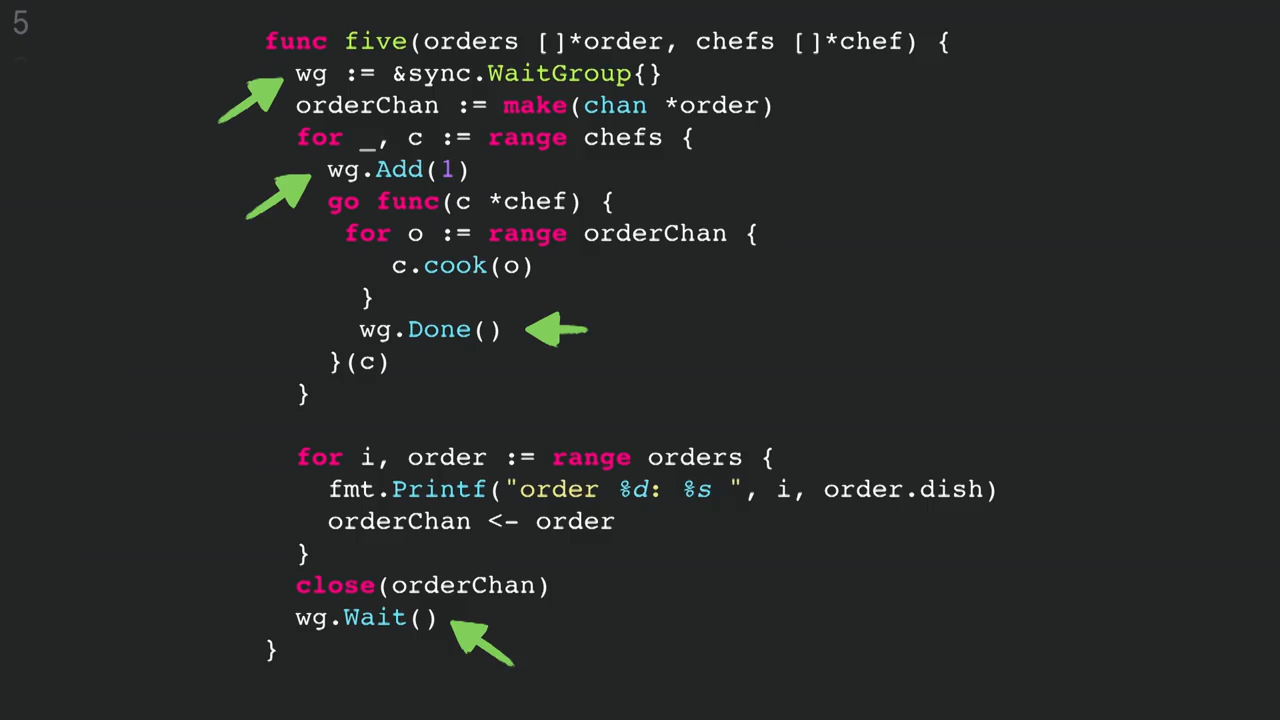 5
func five(orders []*order, chefs []*chef) {
wg := &sync.WaitGroup{}
orderChan := make(chan *order)
for _, c := range chefs {
wg.Add(1)
go func(c *chef) {
for o := range orderChan {
c.cook(o)
}
wg.Done()
}(c)
}
for i, order := range orders {
fmt.Printf("order %d: %s ", i, order.dish)
orderChan <- order
}
close(orderChan)
wg.Wait()
}